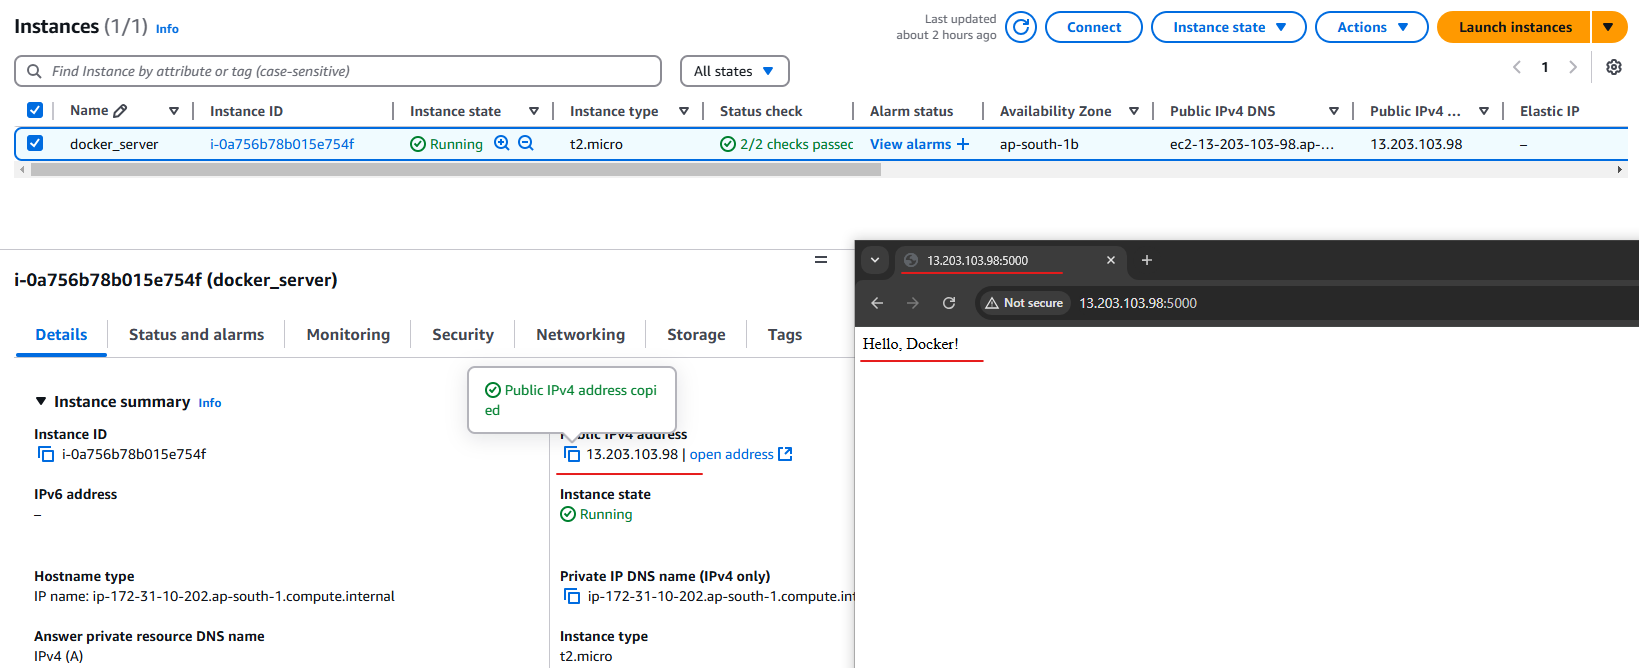 Instances (1/1) Info
Last updated
about 2 hours ago
Connect
Instance state
Actions
Launch instances
Find Instance by attribute or tag (case-sensitive)
All states
1
Name Instance ID Instance state Instance type Status check Alarm status Availability Zone Public IPv4 DNS Public IPv4 ... Elastic IP
docker_server i-0a756b78b015e754f Running t2.micro 2/2 checks passec View alarms + ap-south-1b ec2-13-203-103-98.ap-... 13.203.103.98 –
i-0a756b78b015e754f (docker_server)
Details Status and alarms Monitoring Security Networking Storage Tags
Public IPv4 address copi
ed
Instance summary Info
Instance ID
i-0a756b78b015e754f
Public IPv4 address
13.203.103.98 | open address
IPv6 address
–
Instance state
Running
Hostname type
IP name: ip-172-31-10-202.ap-south-1.compute.internal
Private IP DNS name (IPv4 only)
ip-172-31-10-202.ap-south-1.compute.int
Answer private resource DNS name
IPv4 (A)
Instance type
t2.micro
13.203.103.98:5000
Not secure 13.203.103.98:5000
Hello, Docker!